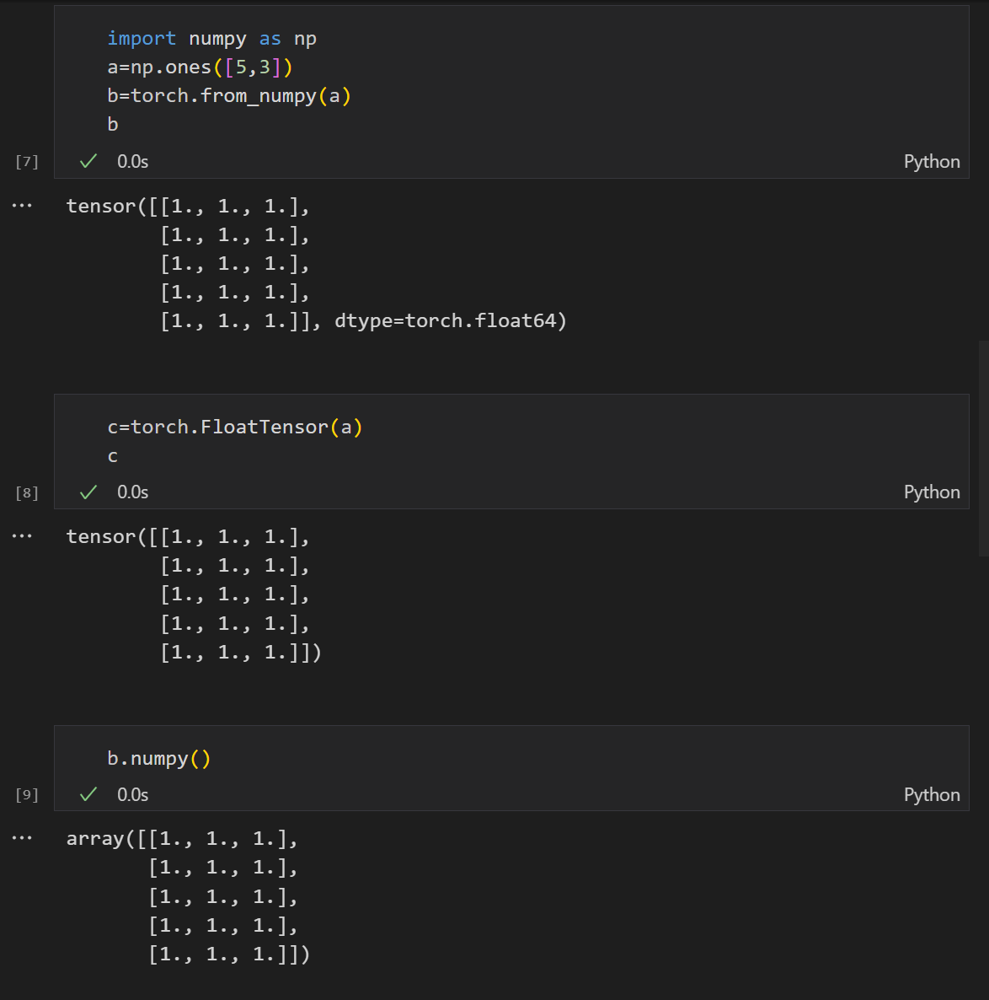 import numpy as np
a=np.ones([5,3])
b=torch.from_numpy(a)
b
[7] 0.0s Python
... tensor([[1., 1., 1.],
        [1., 1., 1.],
        [1., 1., 1.],
        [1., 1., 1.],
        [1., 1., 1.]], dtype=torch.float64)
c=torch.FloatTensor(a)
c
[8] 0.0s Python
... tensor([[1., 1., 1.],
        [1., 1., 1.],
        [1., 1., 1.],
        [1., 1., 1.],
        [1., 1., 1.]])
b.numpy()
[9] 0.0s Python
... array([[1., 1., 1.],
       [1., 1., 1.],
       [1., 1., 1.],
       [1., 1., 1.],
       [1., 1., 1.]])